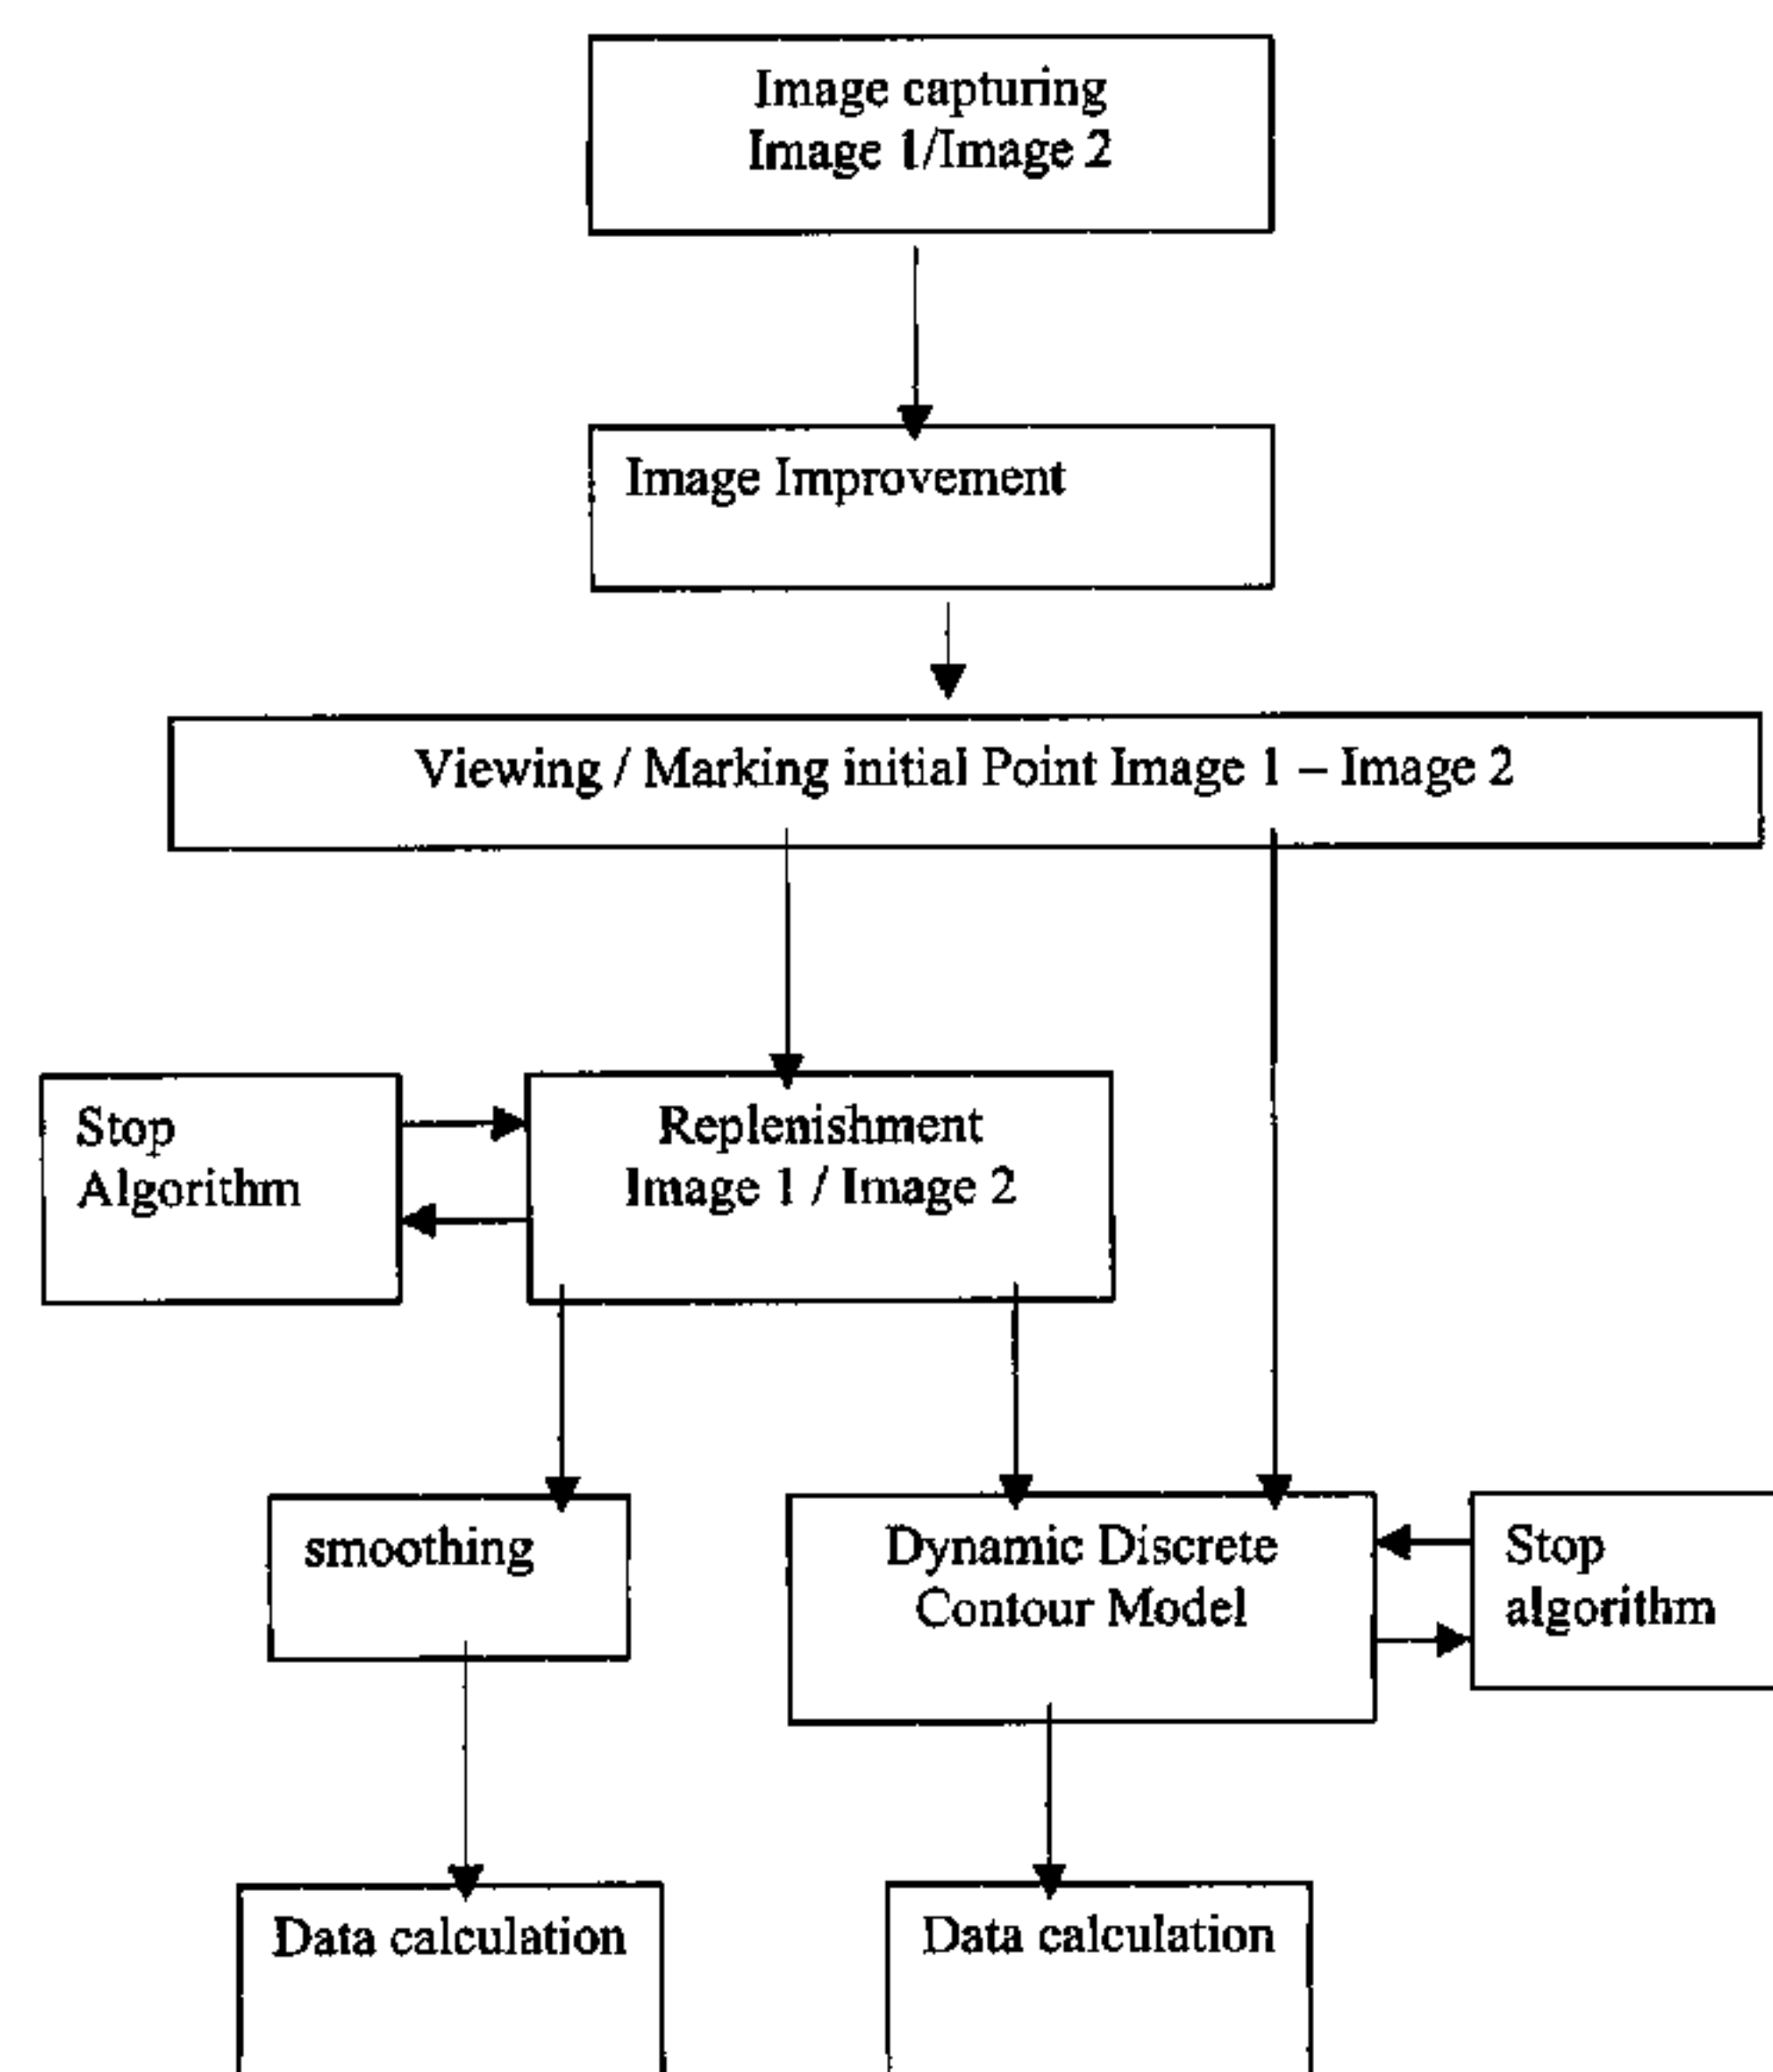 Image capturing
Image 1/Image 2
Image Improvement
Viewing / Marking initial Point Image 1 – Image 2
Stop
Algorithm
Replenishment
Image 1 / Image 2
smoothing
Dynamic Discrete
Contour Model
Stop
algorithm
Data calculation
Data calculation